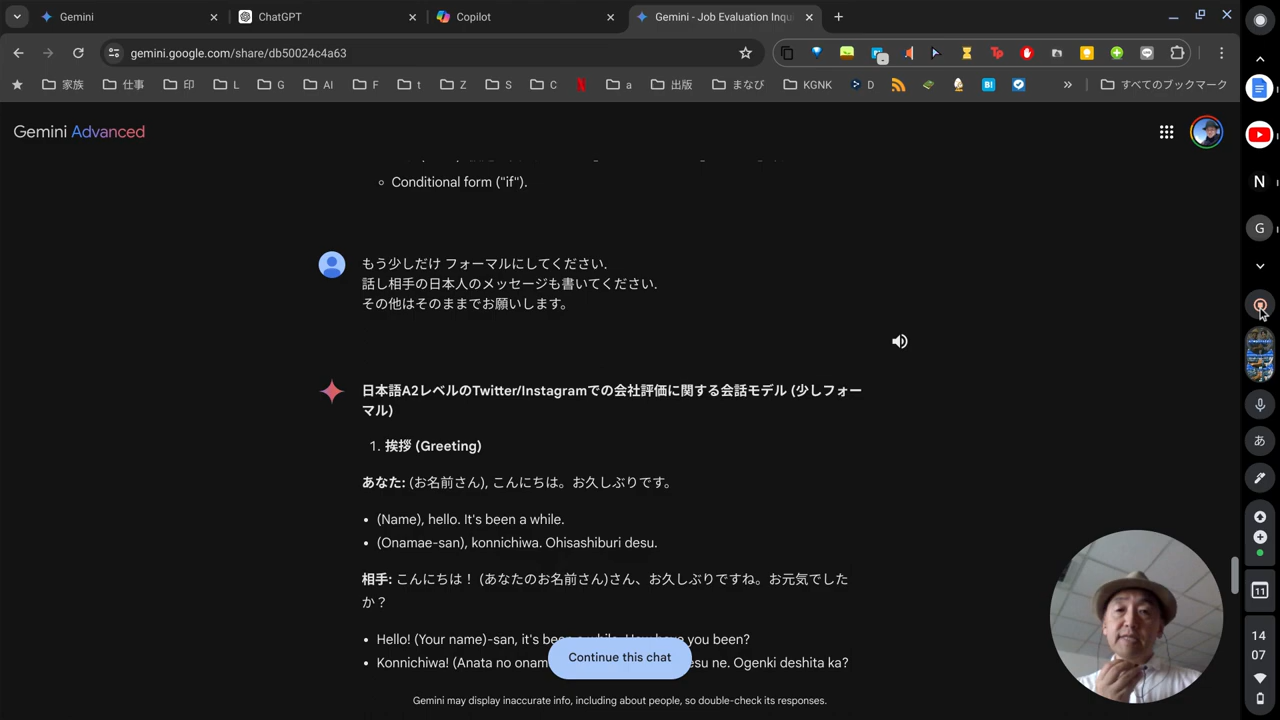 Gemini
ChatGPT
Copilot
Gemini - Job Evaluation Inqu
gemini.google.com/share/db50024c4a63
家族
仕事
印
L
G
AI
F
t
Z
S
C
a
出版
まなび
KGNK
D
B!
すべてのブックマーク
Gemini Advanced
Conditional form ("if").
もう少しだけ フォーマルにしてください.
話し相手の日本人のメッセージも書いてください.
その他はそのままでお願いします。
日本語A2レベルのTwitter/Instagramでの会社評価に関する会話モデル (少しフォー
マル)
1. 挨拶 (Greeting)
あなた: (お名前さん), こんにちは。お久しぶりです。
(Name), hello. It's been a while.
(Onamae-san), konnichiwa. Ohisashiburi desu.
相手: こんにちは！ (あなたのお名前さん)さん、お久しぶりですね。お元気でした
か？
Hello! (Your name)-san, it's been a while. How have you been?
Konnichiwa! (Anata no onam esu ne. Ogenki deshita ka?
Continue this chat
Gemini may display inaccurate info, including about people, so double-check its responses.
N
G
あ
11
14
07